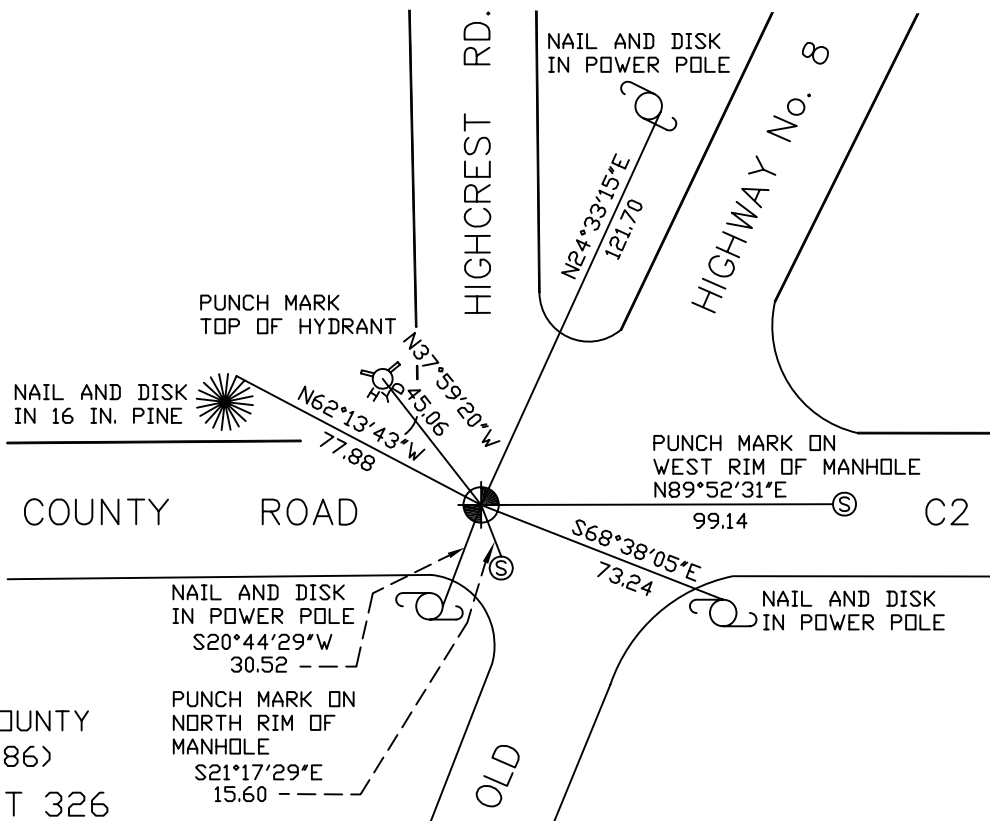 HIGHCREST RD.
NAIL AND DISK
IN POWER POLE
HIGHWAY No. 8
N24°33'15"E
121.70
PUNCH MARK
TOP OF HYDRANT
N37°59'20"W
45.06
NAIL AND DISK
IN 16 IN. PINE
N62°13'43"W
77.88
PUNCH MARK ON
WEST RIM OF MANHOLE
N89°52'31"E
99.14
S
COUNTY ROAD C2
S68°38'05"E
73.24
S
NAIL AND DISK
IN POWER POLE
S20°44'29"W
30.52
NAIL AND DISK
IN POWER POLE
PUNCH MARK ON
NORTH RIM OF
MANHOLE
S21°17'29"E
15.60
OUNTY
86)
T 326
OLD